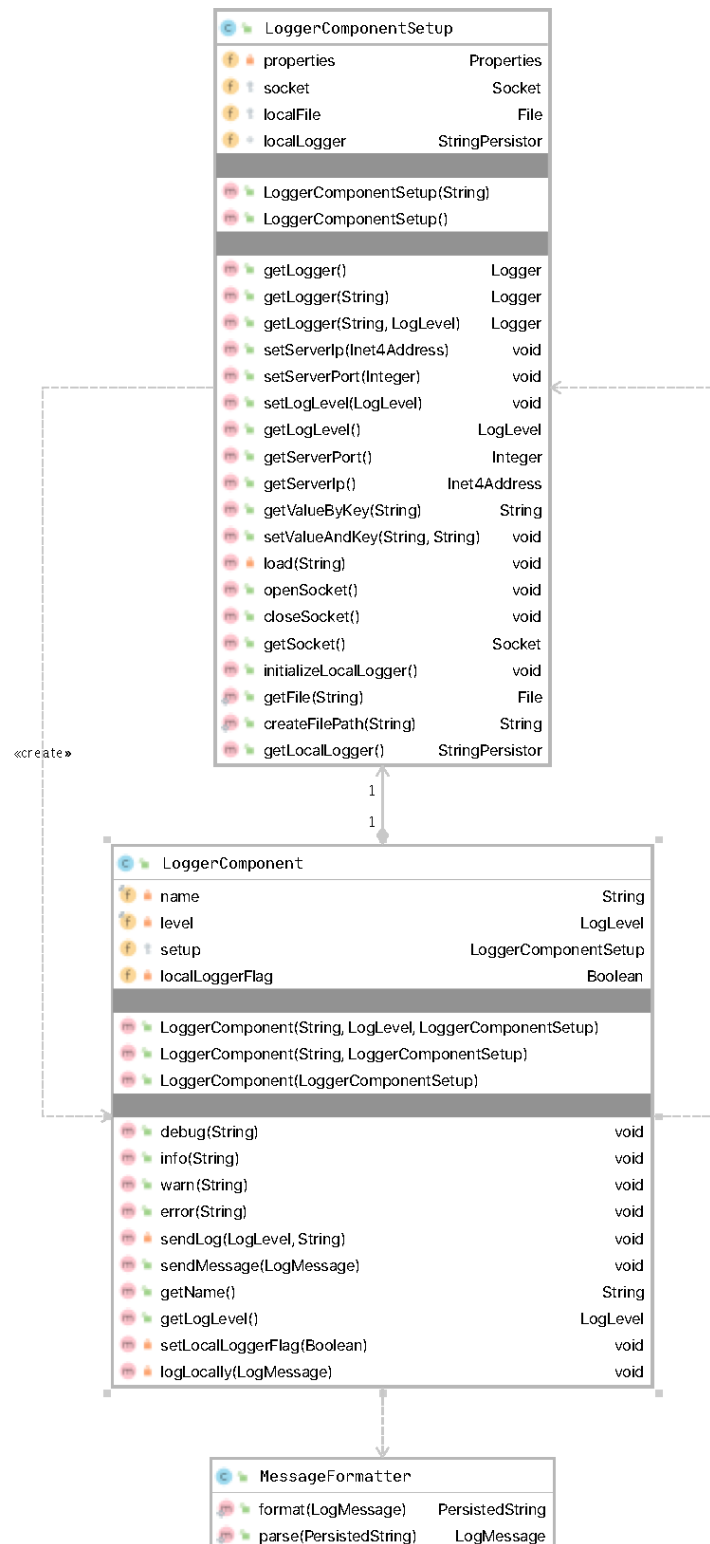 LoggerComponentSetup
properties Properties
socket Socket
localFile File
localLogger StringPersistor
LoggerComponentSetup(String)
LoggerComponentSetup()
getLogger() Logger
getLogger(String) Logger
getLogger(String, LogLevel) Logger
setServerIp(Inet4Address) void
setServerPort(Integer) void
setLogLevel(LogLevel) void
getLogLevel() LogLevel
getServerPort() Integer
getServerIp() Inet4Address
getValueByKey(String) String
setValueAndKey(String, String) void
load(String) void
openSocket() void
closeSocket() void
getSocket() Socket
initializeLocalLogger() void
getFile(String) File
createFilePath(String) String
getLocalLogger() StringPersistor
«create»
1
1
LoggerComponent
name String
level LogLevel
setup LoggerComponentSetup
localLoggerFlag Boolean
LoggerComponent(String, LogLevel, LoggerComponentSetup)
LoggerComponent(String, LoggerComponentSetup)
LoggerComponent(LoggerComponentSetup)
debug(String) void
info(String) void
warn(String) void
error(String) void
sendLog(LogLevel, String) void
sendMessage(LogMessage) void
getName() String
getLogLevel() LogLevel
setLocalLoggerFlag(Boolean) void
logLocally(LogMessage) void
MessageFormatter
format(LogMessage) PersistedString
parse(PersistedString) LogMessage